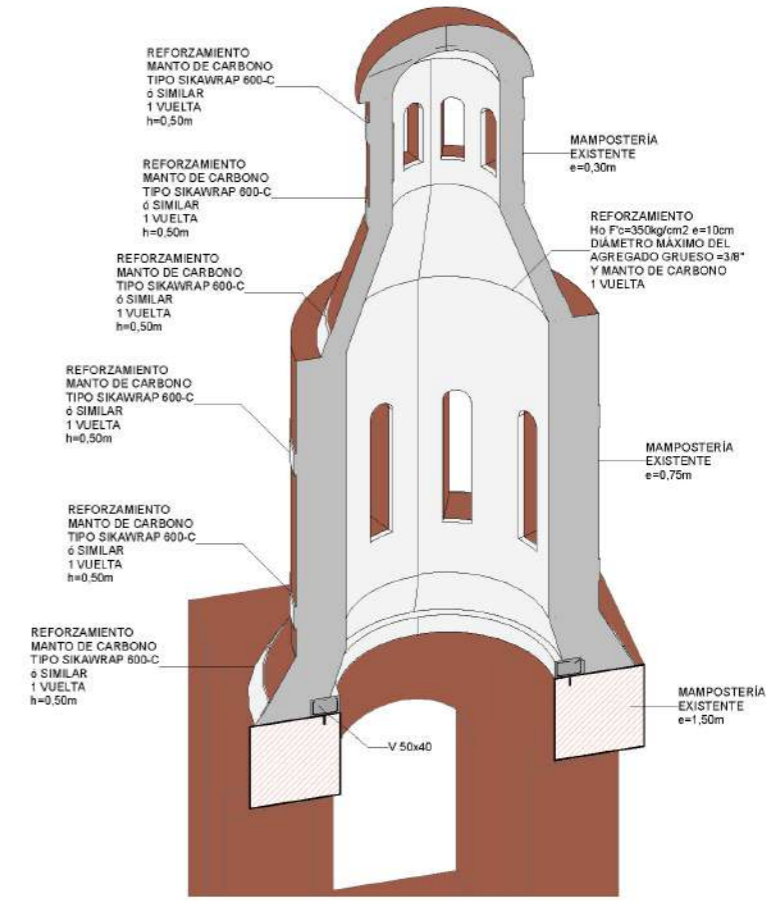 REFORZAMIENTO
MANTO DE CARBONO
TIPO SIKAWRAP 600-C
ó SIMILAR
1 VUELTA
h=0,50m
REFORZAMIENTO
MANTO DE CARBONO
TIPO SIKAWRAP 600-C
ó SIMILAR
1 VUELTA
h=0,50m
REFORZAMIENTO
MANTO DE CARBONO
TIPO SIKAWRAP 600-C
ó SIMILAR
1 VUELTA
h=0,50m
REFORZAMIENTO
MANTO DE CARBONO
TIPO SIKAWRAP 600-C
ó SIMILAR
1 VUELTA
h=0,50m
REFORZAMIENTO
MANTO DE CARBONO
TIPO SIKAWRAP 600-C
ó SIMILAR
1 VUELTA
h=0,50m
REFORZAMIENTO
MANTO DE CARBONO
TIPO SIKAWRAP 600-C
ó SIMILAR
1 VUELTA
h=0,50m
MAMPOSTERÍA
EXISTENTE
e=0,30m
REFORZAMIENTO
Ho F'c=350kg/cm2 e=10cm
DIÁMETRO MÁXIMO DEL
AGREGADO GRUESO =3/8"
Y MANTO DE CARBONO
1 VUELTA
MAMPOSTERÍA
EXISTENTE
e=0,75m
MAMPOSTERÍA
EXISTENTE
e=1,50m
V 50x40